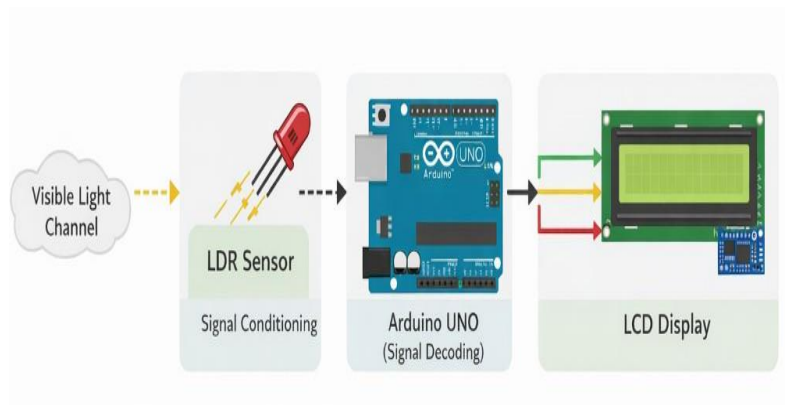 Visible Light
Channel
LDR Sensor
Signal Conditioning
UNO
Arduino
Arduino UNO
(Signal Decoding)
LCD Display